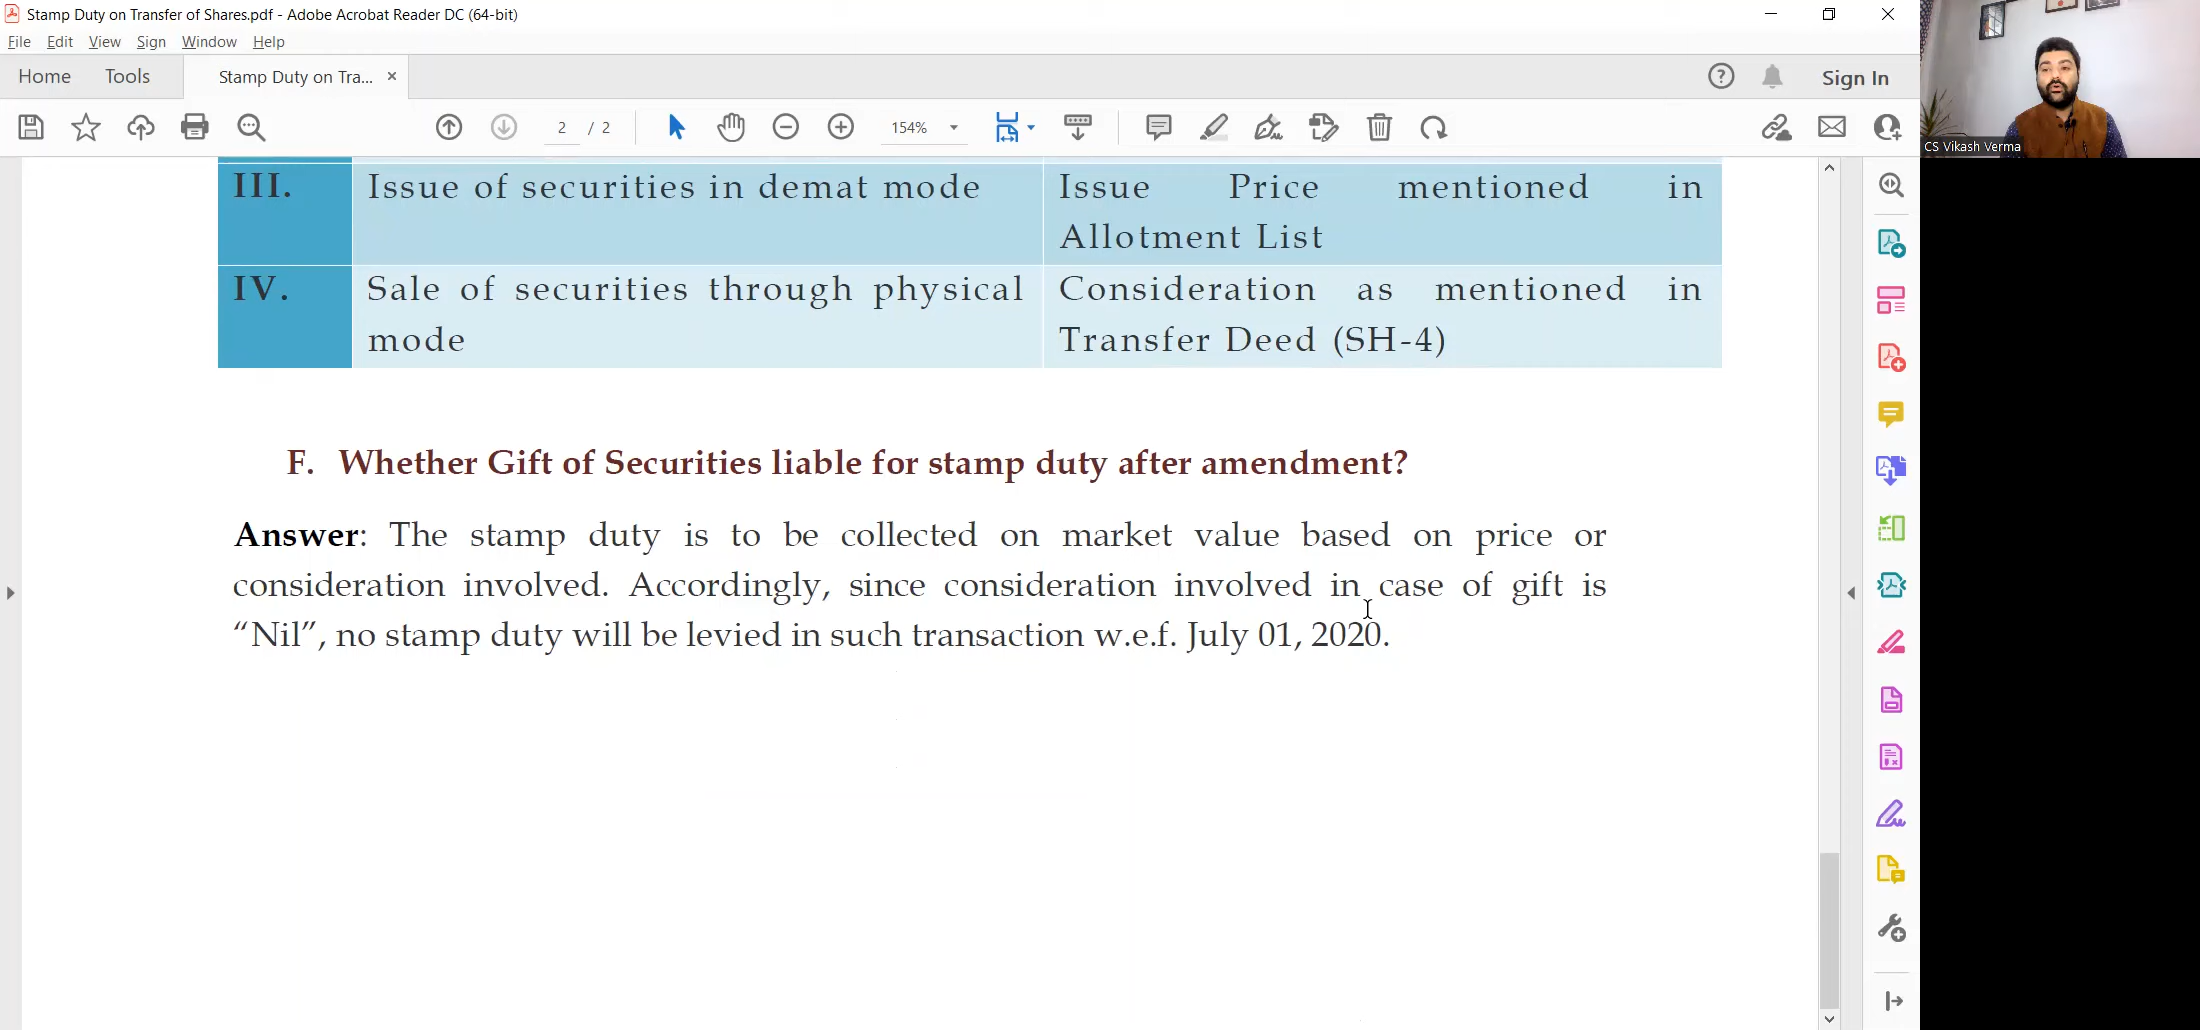 Stamp Duty on Transfer of Shares.pdf - Adobe Acrobat Reader DC (64-bit)
File Edit View Sign Window Help
Home Tools Stamp Duty on Tra... × Sign In
2 / 2 154%
CS Vikash Verma
III. Issue of securities in demat mode Issue Price mentioned in
Allotment List
IV. Sale of securities through physical Consideration as mentioned in
mode Transfer Deed (SH-4)
F. Whether Gift of Securities liable for stamp duty after amendment?
Answer: The stamp duty is to be collected on market value based on price or
consideration involved. Accordingly, since consideration involved in case of gift is
“Nil”, no stamp duty will be levied in such transaction w.e.f. July 01, 2020.